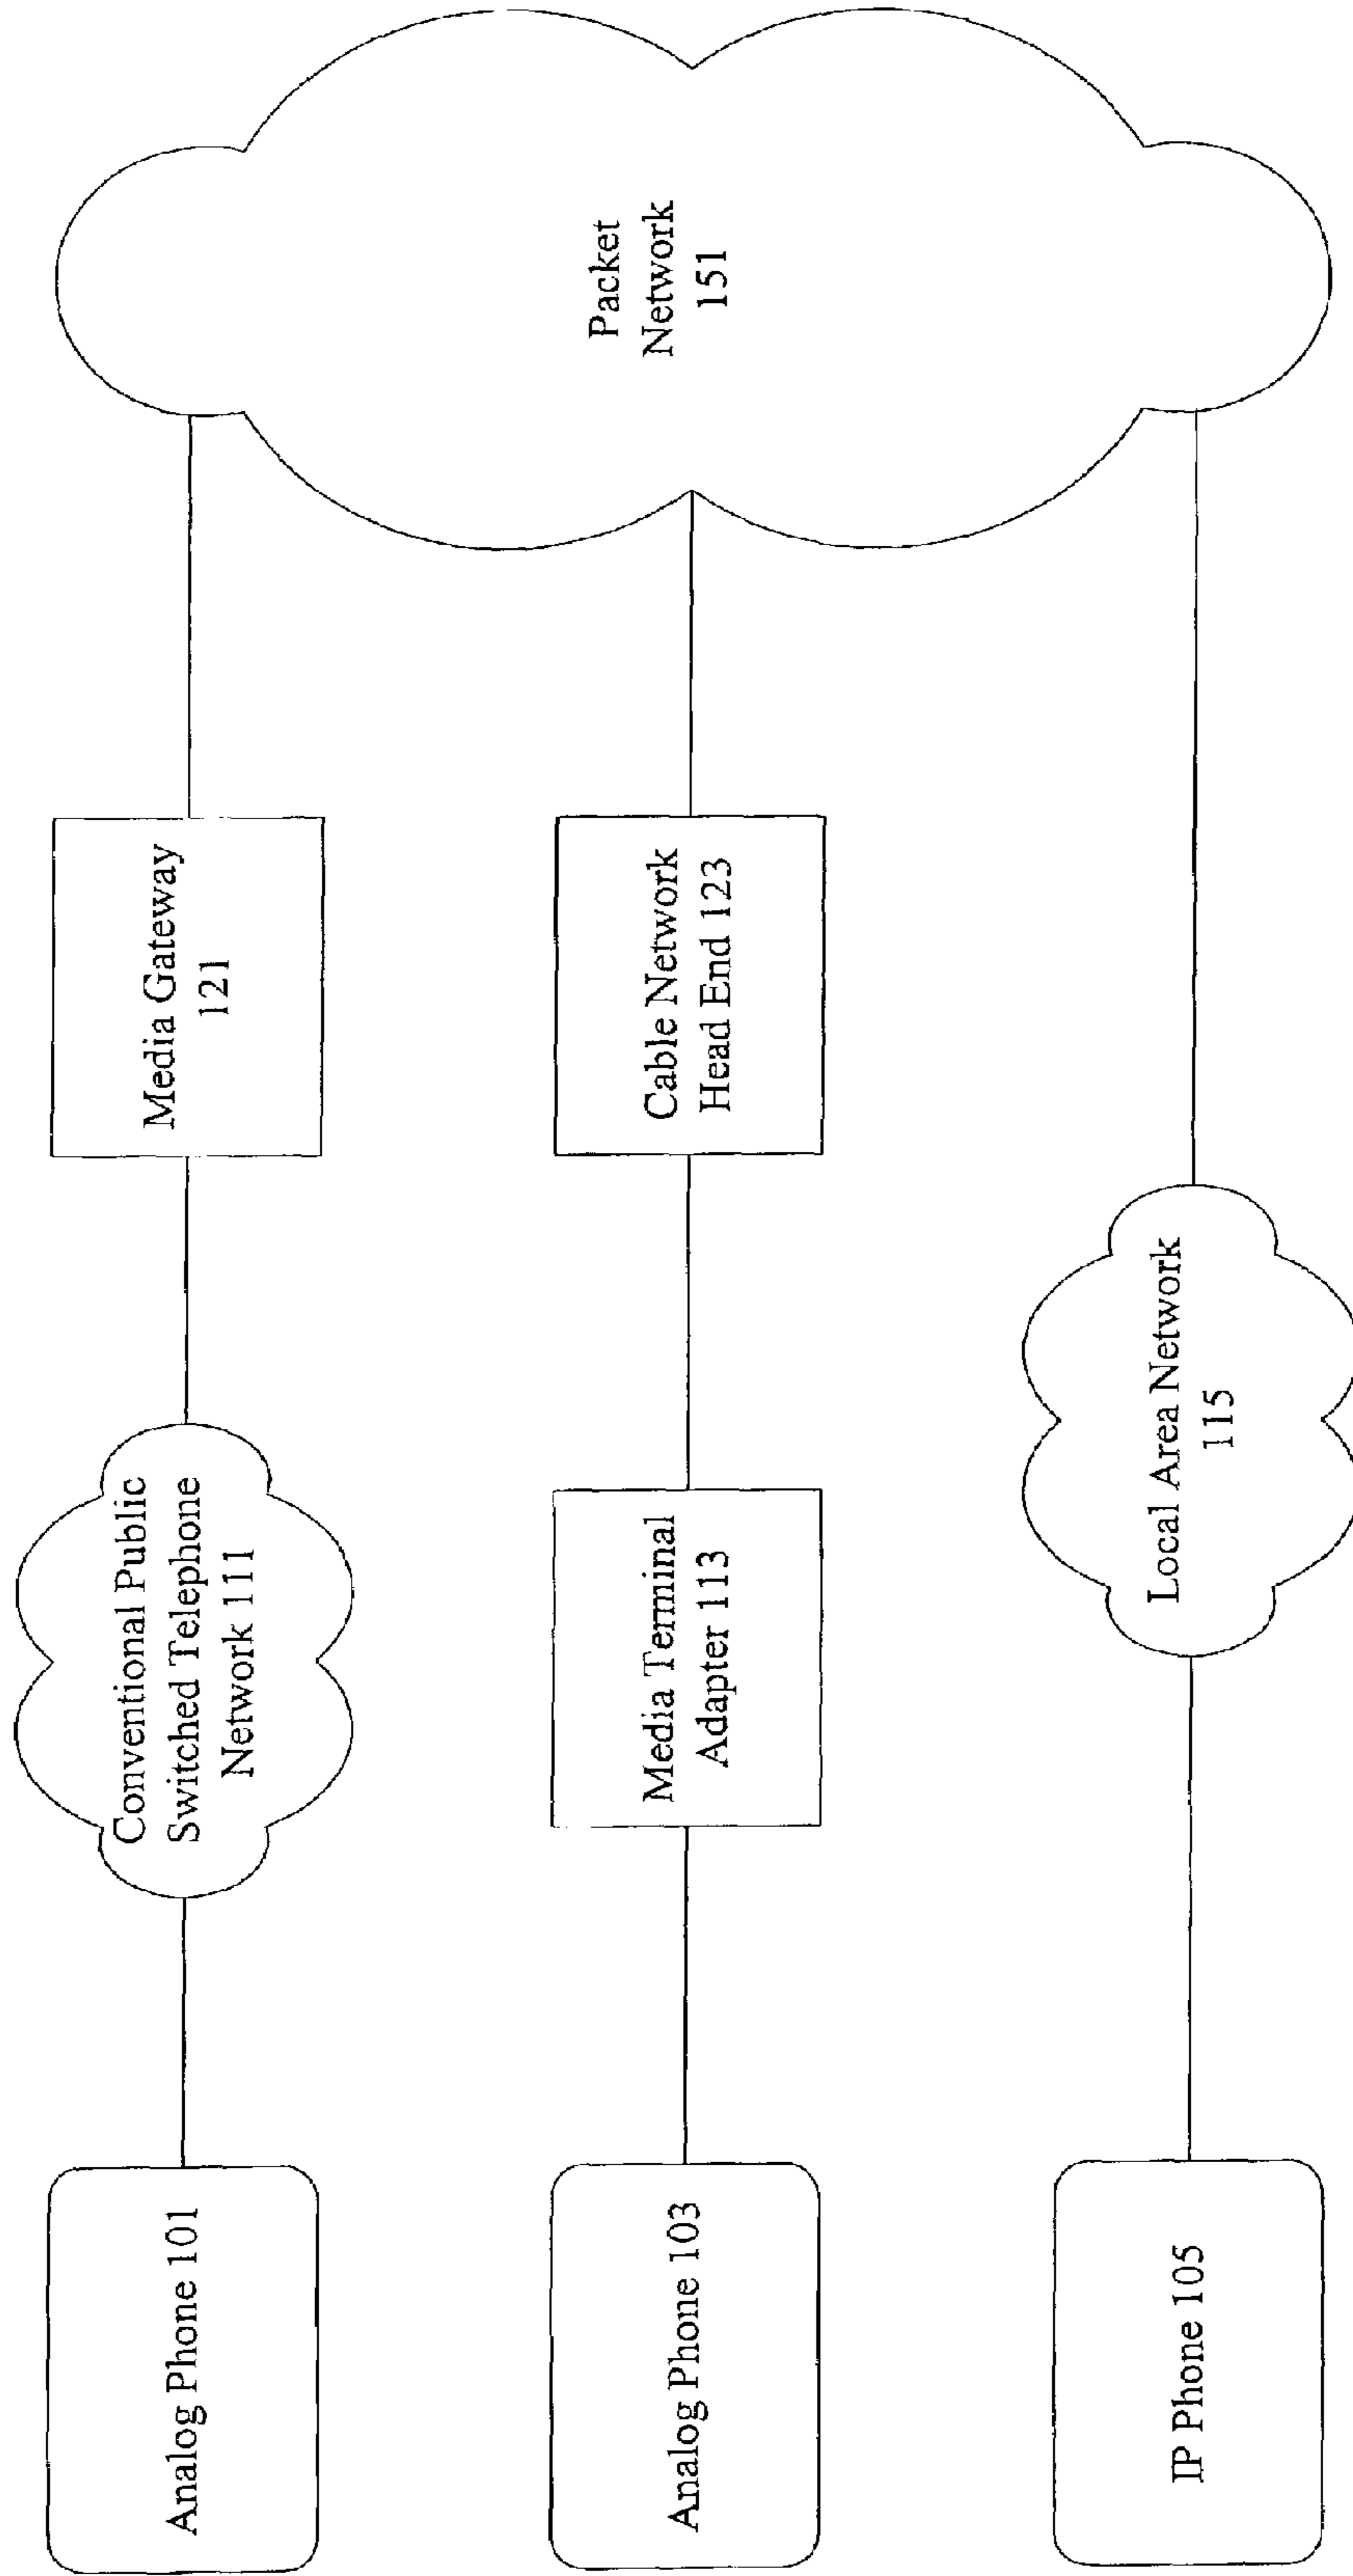 Analog Phone 101
Conventional Public
Switched Telephone
Network 111
Media Gateway
121
Analog Phone 103
Media Terminal
Adapter 113
Cable Network
Head End 123
Packet
Network
151
IP Phone 105
Local Area Network
115